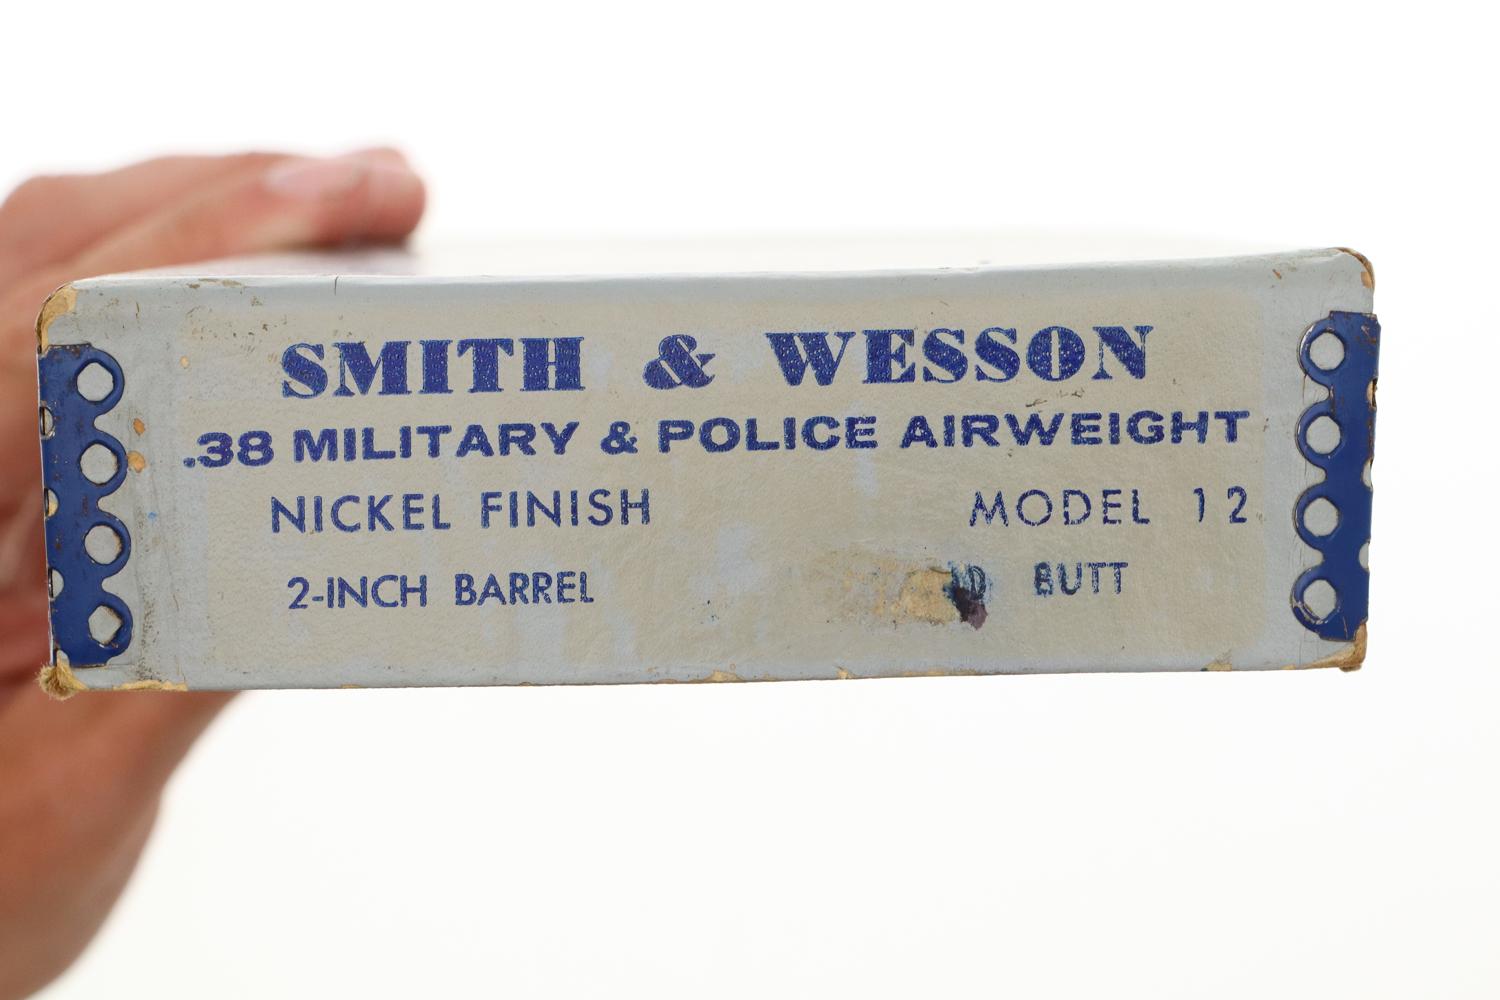 SMITH & WESSON
.38 MILITARY & POLICE AIRWEIGHT
NICKEL FINISH MODEL 12
2-INCH BARREL BUTT